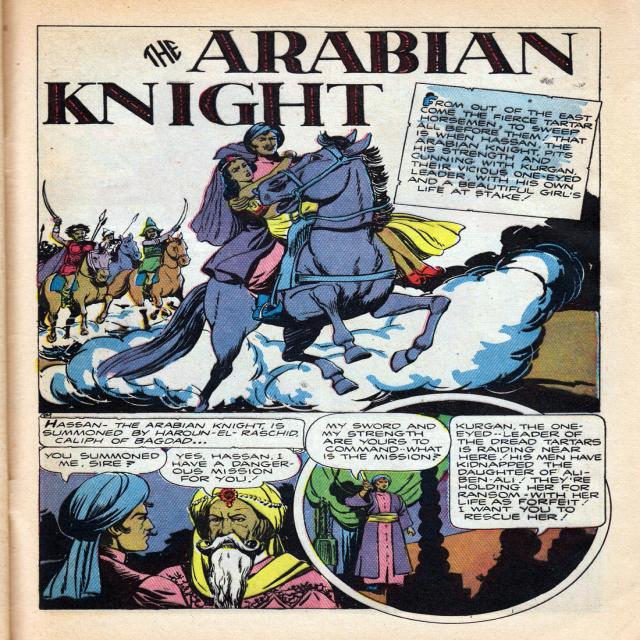 THE ARABIAN
KNIGHT
FROM OUT OF THE EAST
COME THE FIERCE TARTAR
HORSEMEN, TO SWEEP
ALL BEFORE THEM! THAT
IS WHEN HASSAN, THE
ARABIAN KNIGHT, PITS
HIS STRENGTH AND
CUNNING WITH KURGAN,
THEIR VICIOUS ONE-EYED
LEADER, WITH HIS OWN
AND A BEAUTIFUL GIRL'S
LIFE AT STAKE!
HASSAN- THE ARABIAN KNIGHT, IS
SUMMONED BY HAROUN-EL-RASCHID,
CALIPH OF BAGDAD...
YOU SUMMONED
ME, SIRE?
YES, HASSAN. I
HAVE A DANGER-
OUS MISSION
FOR YOU!
MY SWORD AND
MY STRENGTH
ARE YOURS TO
COMMAND--WHAT
IS THE MISSION?
KURGAN, THE ONE-
EYED--LEADER OF
THE DREAD TARTARS
IS RAIDING NEAR
HERE! HIS MEN HAVE
KIDNAPPED THE
DAUGHTER OF ALI-
BEN-ALI! THEY'RE
HOLDING HER FOR
RANSOM-WITH HER
LIFE AS FORFEIT!
I WANT YOU TO
RESCUE HER!